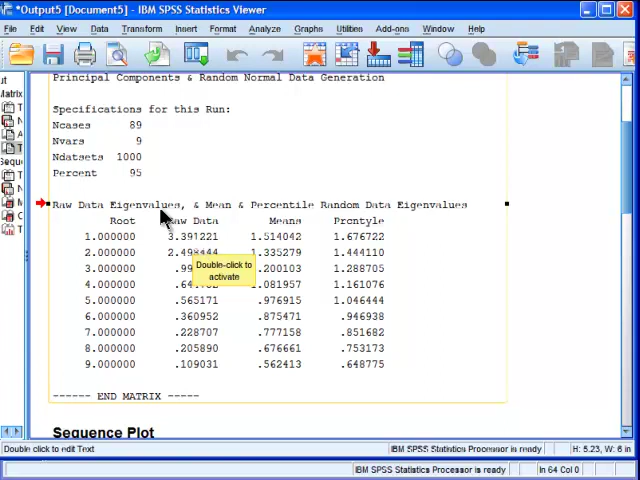 *Output5 [Document5] - IBM SPSS Statistics Viewer
File Edit View Data Transform Insert Format Analyze Graphs Utilities Add-ons Window Help
Principal Components & Random Normal Data Generation
Specifications for this Run:
Ncases 89
Nvars 9
Ndatsets 1000
Percent 95
Raw Data Eigenvalues, & Mean & Percentile Random Data Eigenvalues
Root Raw Data Means Prcntyle
1.000000 3.391221 1.514042 1.676722
2.000000 2.498444 1.335279 1.444110
3.000000 .99 .200103 1.288705
4.000000 .64 1.081957 1.161076
5.000000 .565171 .976915 1.046444
6.000000 .360952 .875471 .946938
7.000000 .228707 .777158 .851682
8.000000 .205890 .676661 .753173
9.000000 .109031 .562413 .648775
Double-click to
activate
------ END MATRIX -----
Sequence Plot
Double click to edit Text IBM SPSS Statistics Processor is ready H: 5.23, W: 6 in
IBM SPSS Statistics Processor is ready In 64 Col 0